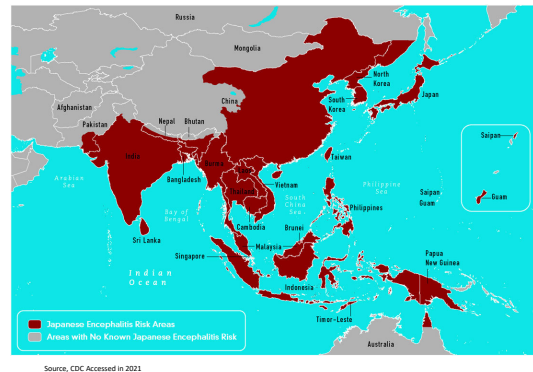 Russia
Mongolia
North
Korea
Afghanistan
China
South
Korea
Japan
Nepal
Bhutan
Pakistan
Saipan
India
Burma
Taiwan
Laos
Arabian
Sea
Bangladesh
Vietnam
Thailand
South
China
Sea
Philippine
Sea
Saipan
Guam
Guam
Bay of
Bengal
Philippines
Cambodia
Brunei
Sri Lanka
Malaysia
Singapore
Papua
New Guinea
Indian
Ocean
Indonesia
Timor-Leste
Japanese Encephalitis Risk Areas
Areas with No Known Japanese Encephalitis Risk
Australia
Source, CDC Accessed in 2021